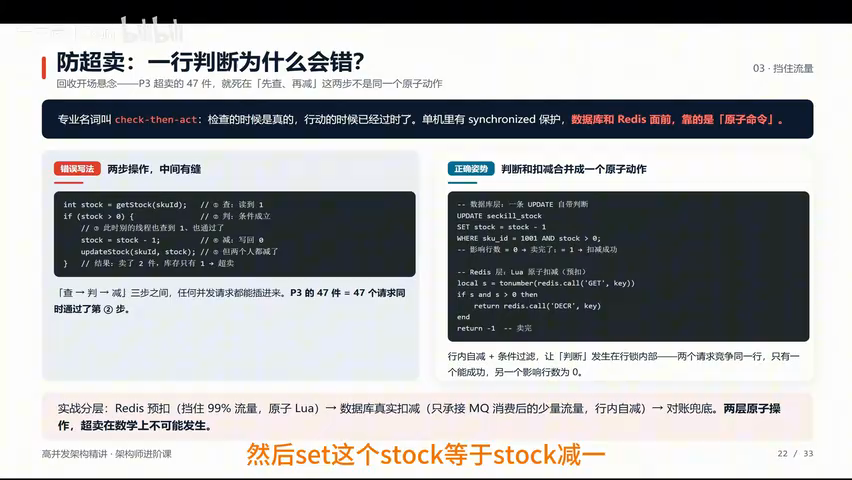 bilibili
防超卖：一行判断为什么会错？
回收开场悬念——P3 超卖的 47 件，就死在「先查、再减」这两步不是同一个原子动作
03 · 挡住流量
专业名词叫 check-then-act：检查的时候是真的，行动的时候已经过时了。单机里有 synchronized 保护，数据库和 Redis 面前，靠的是「原子命令」。
错误写法 两步操作，中间有缝
int stock = getStock(skuId); // ① 查：读到 1
if (stock > 0) { // ② 判：条件成立
// ③ 此时别的线程也查到 1，也通过了
stock = stock - 1; // ④ 减：写回 0
updateStock(skuId, stock); // ⑤ 但两个人都减了
} // 结果：卖了 2 件，库存只有 1 → 超卖
「查 → 判 → 减」三步之间，任何并发请求都能插进来。P3 的 47 件 = 47 个请求同
时通过了第 ② 步。
正确姿势 判断和扣减合并成一个原子动作
-- 数据库层：一条 UPDATE 自带判断
UPDATE seckill_stock
SET stock = stock - 1
WHERE sku_id = 1001 AND stock > 0;
-- 影响行数 = 0 → 卖完了；= 1 → 扣减成功
-- Redis 层：Lua 原子扣减（预扣）
local s = tonumber(redis.call('GET', key))
if s and s > 0 then
return redis.call('DECR', key)
end
return -1 -- 卖完
行内自减 + 条件过滤，让「判断」发生在行锁内部——两个请求竞争同一行，只有一
个能成功，另一个影响行数为 0。
实战分层：Redis 预扣（挡住 99% 流量，原子 Lua）→ 数据库真实扣减（只承接 MQ 消费后的少量流量，行内自减）→ 对账兜底。两层原子操
作，超卖在数学上不可能发生。
高并发架构精讲 · 架构师进阶课
22 / 33
然后set这个stock等于stock减一